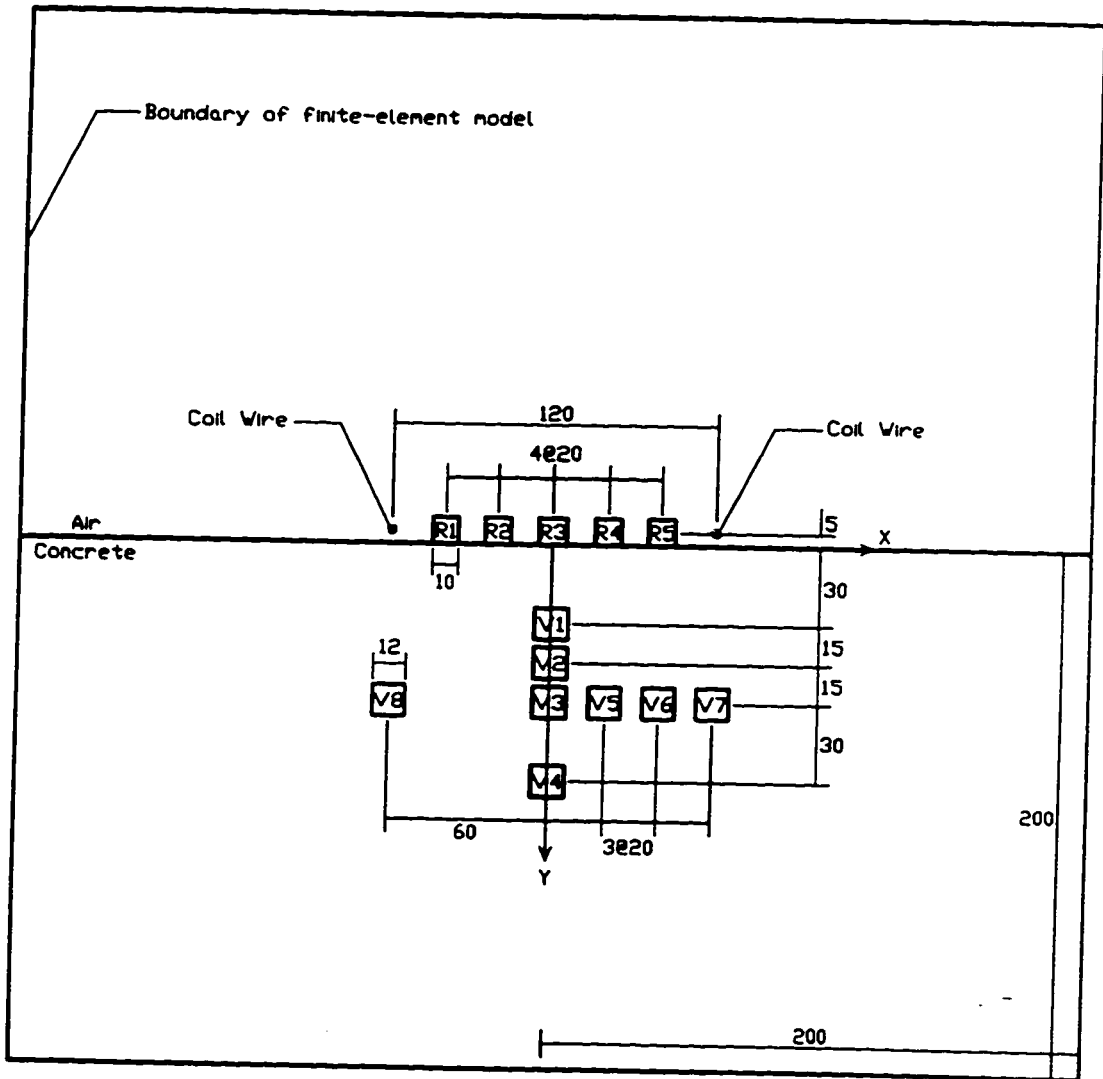 Boundary of finite-element model
120
Coil Wire
Coil Wire
4@20
Air
R1 R2 R3 R4 R5
5
X
Concrete
10
30
V1
15
12
V2
15
V8 V3 V5 V6 V7
30
V4
60
3@20
200
Y
200